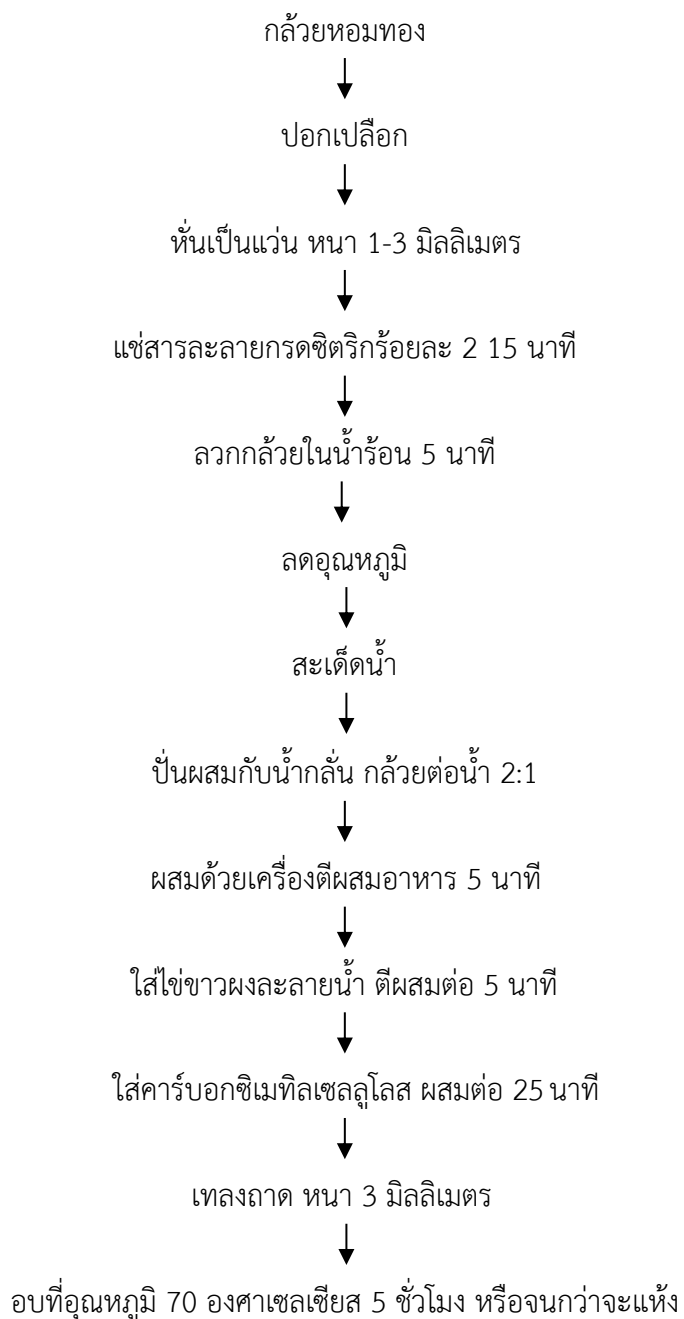 กล้วยหอมทอง
ปอกเปลือก
หั่นเป็นแว่น หนา 1-3 มิลลิเมตร
แช่สารละลายกรดซิตริกร้อยละ 2 15 นาที
ลวกกล้วยในน้ำร้อน 5 นาที
ลดอุณหภูมิ
สะเด็ดน้ำ
ปั่นผสมกับน้ำกลั่น กล้วยต่อน้ำ 2:1
ผสมด้วยเครื่องตีผสมอาหาร 5 นาที
ใส่ไข่ขาวผงละลายน้ำ ตีผสมต่อ 5 นาที
ใส่คาร์บอกซิเมทิลเซลลูโลส ผสมต่อ 25 นาที
เทลงถาด หนา 3 มิลลิเมตร
อบที่อุณหภูมิ 70 องศาเซลเซียส 5 ชั่วโมง หรือจนกว่าจะแห้ง